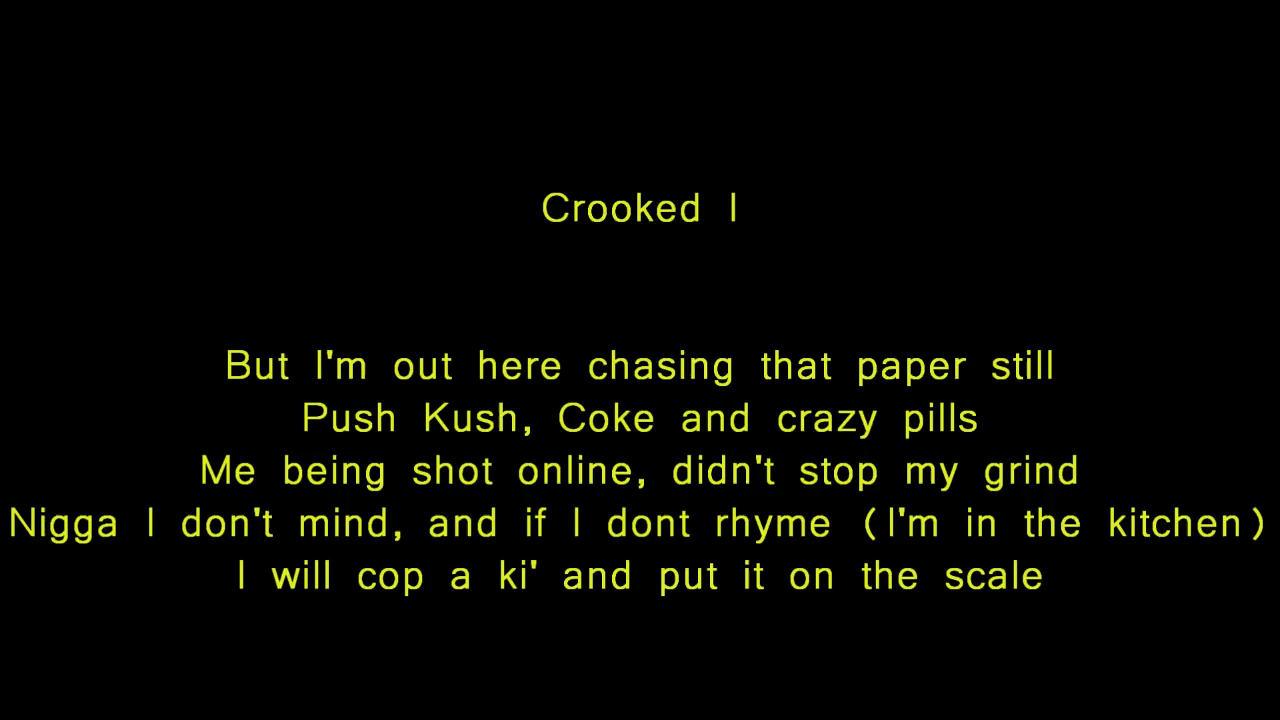 Crooked I
But I'm out here chasing that paper still
Push Kush, Coke and crazy pills
Me being shot online, didn't stop my grind
Nigga I don't mind, and if I dont rhyme (I'm in the kitchen)
I will cop a ki' and put it on the scale